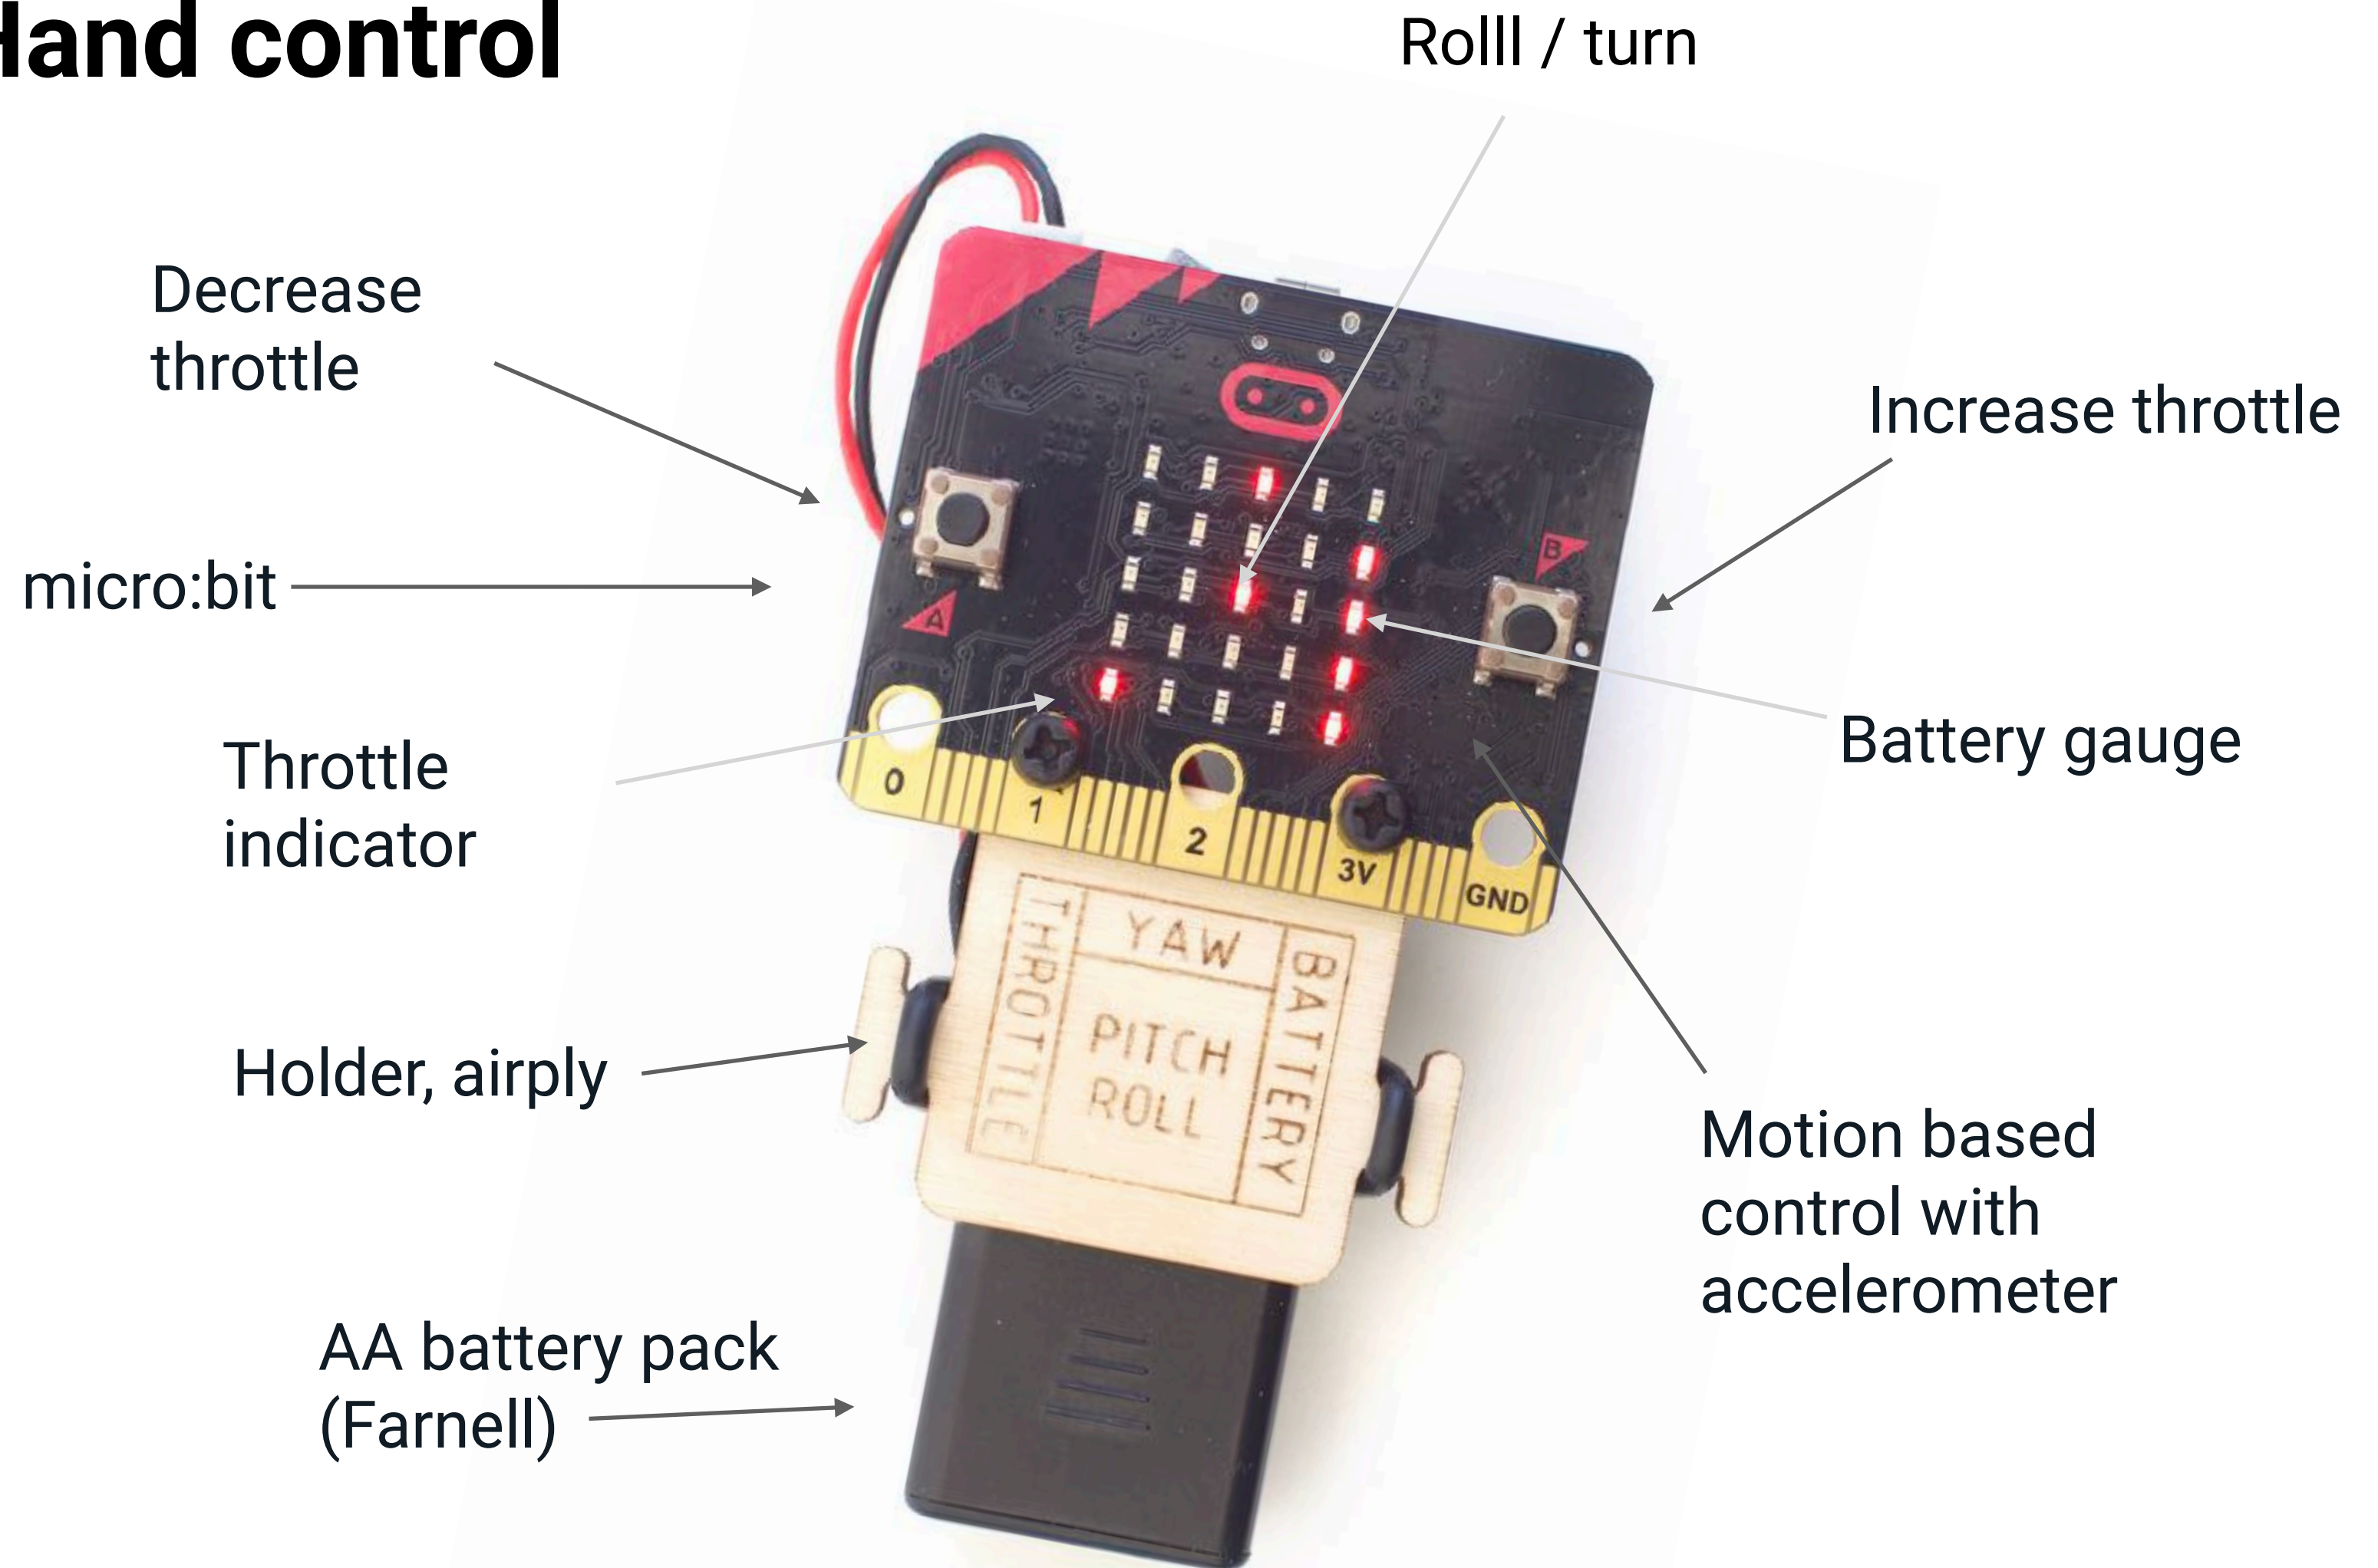 Hand control
Rolll / turn
Decrease
throttle
Increase throttle
micro:bit
A
B
Battery gauge
Throttle
indicator
0
1
2
3V
GND
YAW
THROTTLE
BATTERY
PITCH
ROLL
Holder, airply
Motion based
control with
accelerometer
AA battery pack
(Farnell)